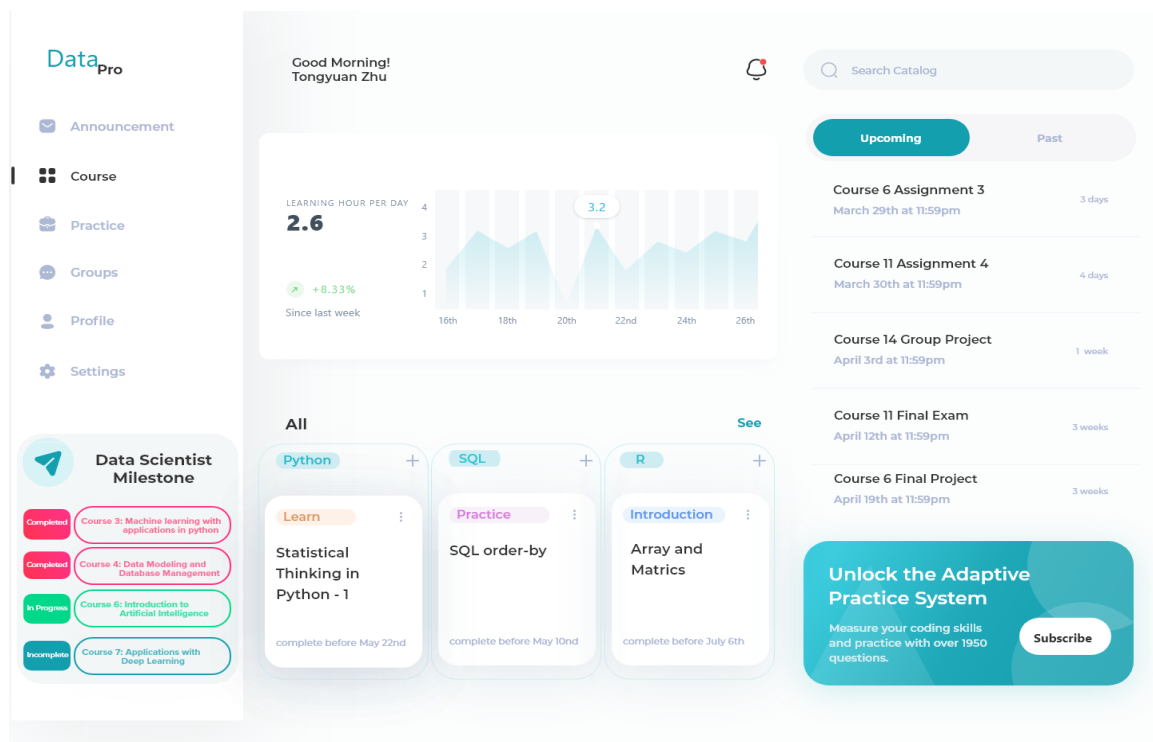 Data
Pro
Announcement
Course
Practice
Groups
Profile
Settings
Data Scientist
Milestone
Completed
Course 3: Machine learning with
applications in python
Completed
Course 4: Data Modeling and
Database Management
In Progress
Course 6: Introduction to
Artificial Intelligence
Incomplete
Course 7: Applications with
Deep Learning
Good Morning!
Tongyuan Zhu
LEARNING HOUR PER DAY
2.6
+8.33%
Since last week
4
3
2
1
3.2
16th 18th 20th 22nd 24th 26th
All
See
Python
Learn
Statistical
Thinking in
Python - 1
complete before May 22nd
SQL
Practice
SQL order-by
complete before May 10nd
R
Introduction
Array and
Matrics
complete before July 6th
Search Catalog
Upcoming Past
Course 6 Assignment 3
March 29th at 11:59pm
3 days
Course 11 Assignment 4
March 30th at 11:59pm
4 days
Course 14 Group Project
April 3rd at 11:59pm
1 week
Course 11 Final Exam
April 12th at 11:59pm
3 weeks
Course 6 Final Project
April 19th at 11:59pm
3 weeks
Unlock the Adaptive
Practice System
Measure your coding skills
and practice with over 1950
questions.
Subscribe